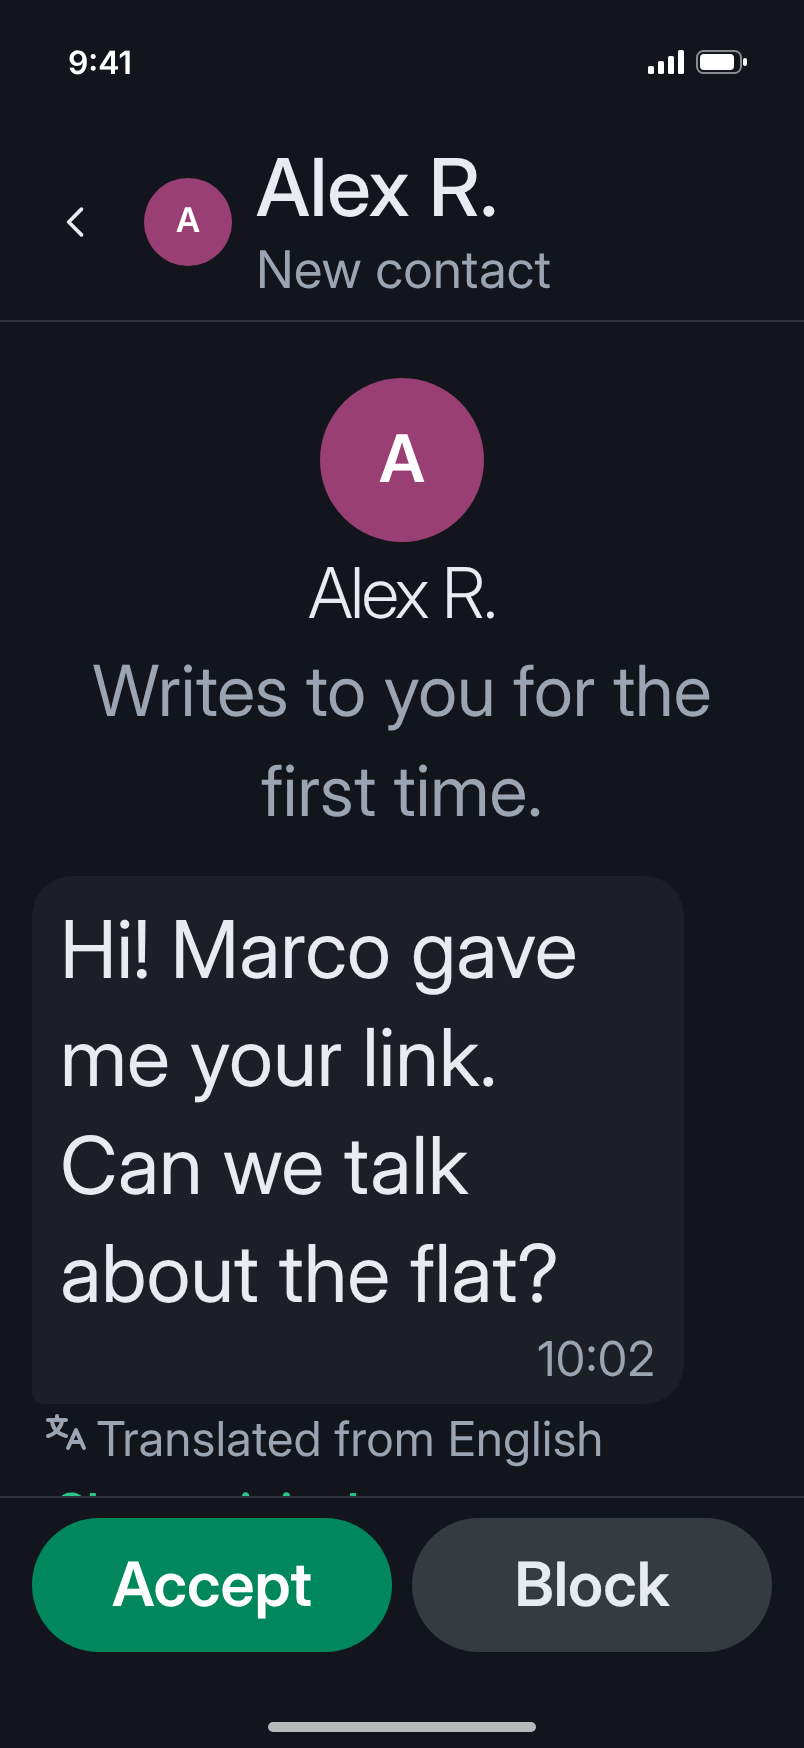 9:41
A
Alex R.
New contact
A
Alex R.
Writes to you for the
first time.
Hi! Marco gave
me your link.
Can we talk
about the flat?
10:02
Translated from English
Accept
Block